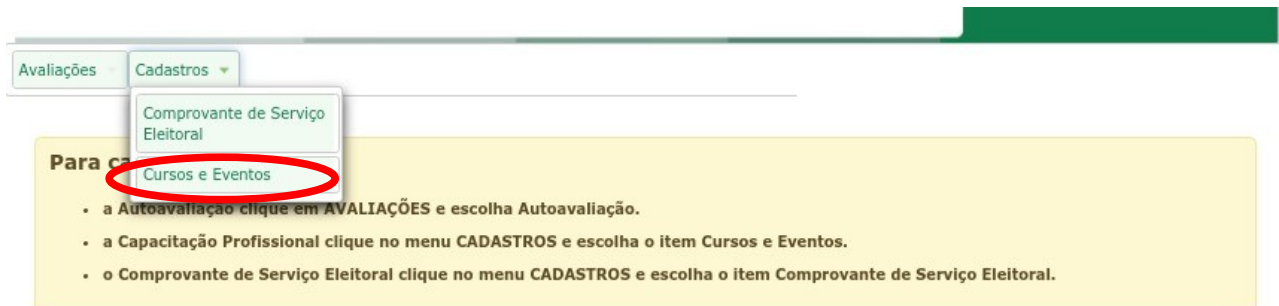 Avaliações
Cadastros
Comprovante de Serviço
Eleitoral
Cursos e Eventos
Para
• a Autoavaliação clique em AVALIAÇÕES e escolha Autoavaliação.
• a Capacitação Profissional clique no menu CADASTROS e escolha o item Cursos e Eventos.
• o Comprovante de Serviço Eleitoral clique no menu CADASTROS e escolha o item Comprovante de Serviço Eleitoral.